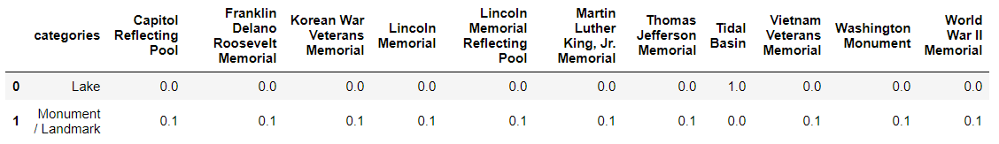 categories Capitol Reflecting Pool Franklin Delano Roosevelt Memorial Korean War Veterans Memorial Lincoln Memorial Lincoln Memorial Reflecting Pool Martin Luther King, Jr. Memorial Thomas Jefferson Memorial Tidal Basin Vietnam Veterans Memorial Washington Monument World War II Memorial
0 Lake 0.0 0.0 0.0 0.0 0.0 0.0 0.0 1.0 0.0 0.0 0.0
1 Monument / Landmark 0.1 0.1 0.1 0.1 0.1 0.1 0.1 0.0 0.1 0.1 0.1